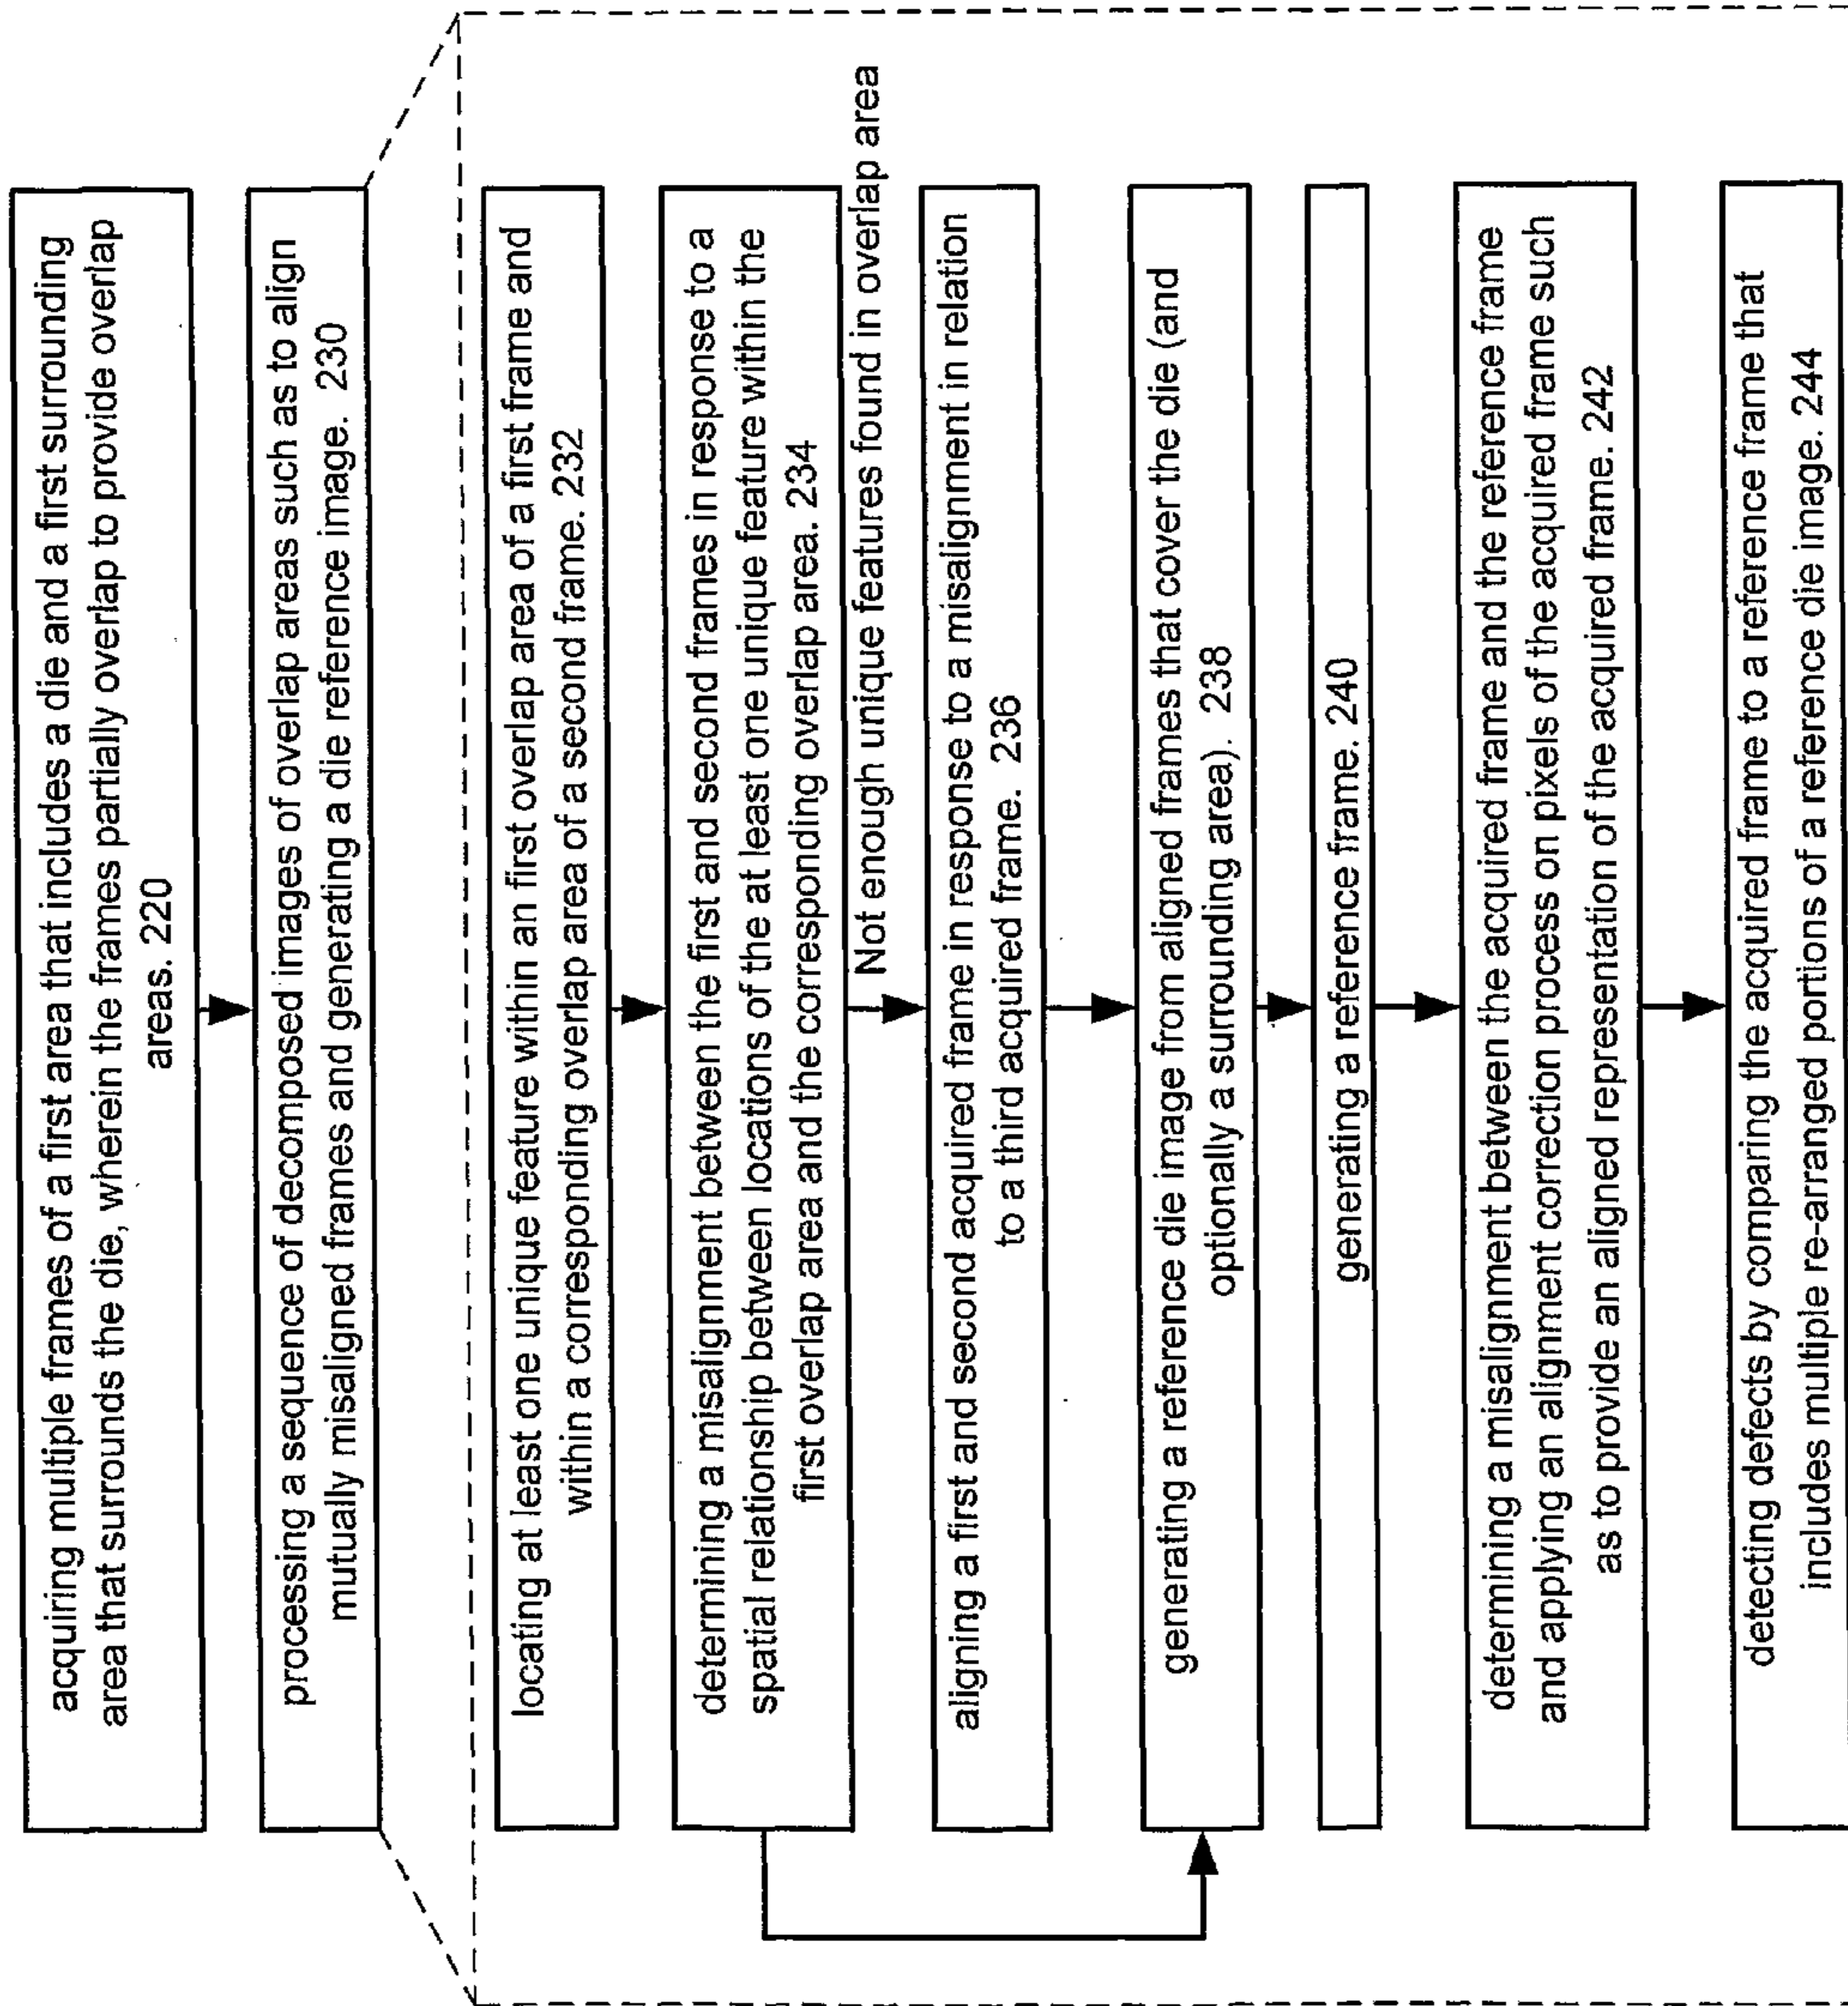 acquiring multiple frames of a first area that includes a die and a first surrounding
area that surrounds the die, wherein the frames partially overlap to provide overlap
areas. 220
processing a sequence of decomposed images of overlap areas such as to align
mutually misaligned frames and generating a die reference image. 230
locating at least one unique feature within an first overlap area of a first frame and
within a corresponding overlap area of a second frame. 232
determining a misalignment between the first and second frames in response to a
spatial relationship between locations of the at least one unique feature within the
first overlap area and the corresponding overlap area. 234
Not enough unique features found in overlap area
aligning a first and second acquired frame in response to a misalignment in relation
to a third acquired frame. 236
generating a reference die image from aligned frames that cover the die (and
optionally a surrounding area). 238
generating a reference frame. 240
determining a misalignment between the acquired frame and the reference frame
and applying an alignment correction process on pixels of the acquired frame such
as to provide an aligned representation of the acquired frame. 242
detecting defects by comparing the acquired frame to a reference frame that
includes multiple re-arranged portions of a reference die image. 244